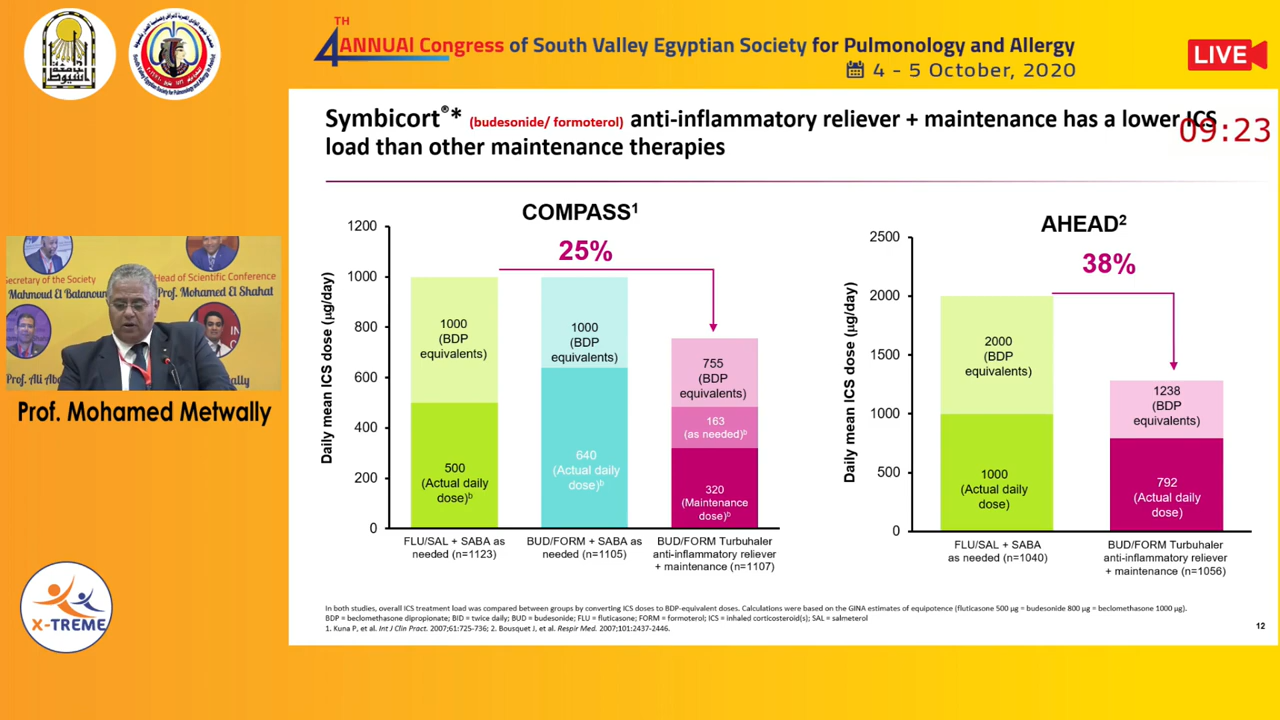 4TH ANNUAl Congress of South Valley Egyptian Society for Pulmonology and Allergy
4 - 5 October, 2020
LIVE
09:23
Symbicort®* (budesonide/ formoterol) anti-inflammatory reliever + maintenance has a lower ICS
load than other maintenance therapies
COMPASS1
25%
Daily mean ICS dose (µg/day)
1200
1000
800
600
400
200
0
1000
(BDP
equivalents)
500
(Actual daily
dose)b
1000
(BDP
equivalents)
640
(Actual daily
dose)b
755
(BDP
equivalents)
163
(as needed)b
320
(Maintenance
dose)b
FLU/SAL + SABA as
needed (n=1123)
BUD/FORM + SABA as
needed (n=1105)
BUD/FORM Turbuhaler
anti-inflammatory reliever
+ maintenance (n=1107)
AHEAD2
38%
Daily mean ICS dose (µg/day)
2500
2000
1500
1000
500
0
2000
(BDP
equivalents)
1000
(Actual daily
dose)
1238
(BDP
equivalents)
792
(Actual daily
dose)
FLU/SAL + SABA
as needed (n=1040)
BUD/FORM Turbuhaler
anti-inflammatory reliever
+ maintenance (n=1056)
In both studies, overall ICS treatment load was compared between groups by converting ICS doses to BDP-equivalent doses. Calculations were based on the GINA estimates of equipotence (fluticasone 500 µg = budesonide 800 µg = beclomethasone 1000 µg).
BDP = beclomethasone dipropionate; BID = twice daily; BUD = budesonide; FLU = fluticasone; FORM = formoterol; ICS = inhaled corticosteroid(s); SAL = salmeterol
1. Kuna P, et al. Int J Clin Pract. 2007;61:725-736; 2. Bousquet J, et al. Respir Med. 2007;101:2437-2446.
12
Secretary of the Society
Mahmoud El Batanoun
Head of Scientific Conference
Prof. Mohamed El Shahat
Prof. Ali
Prof. Mohamed Metwally
X-TREME